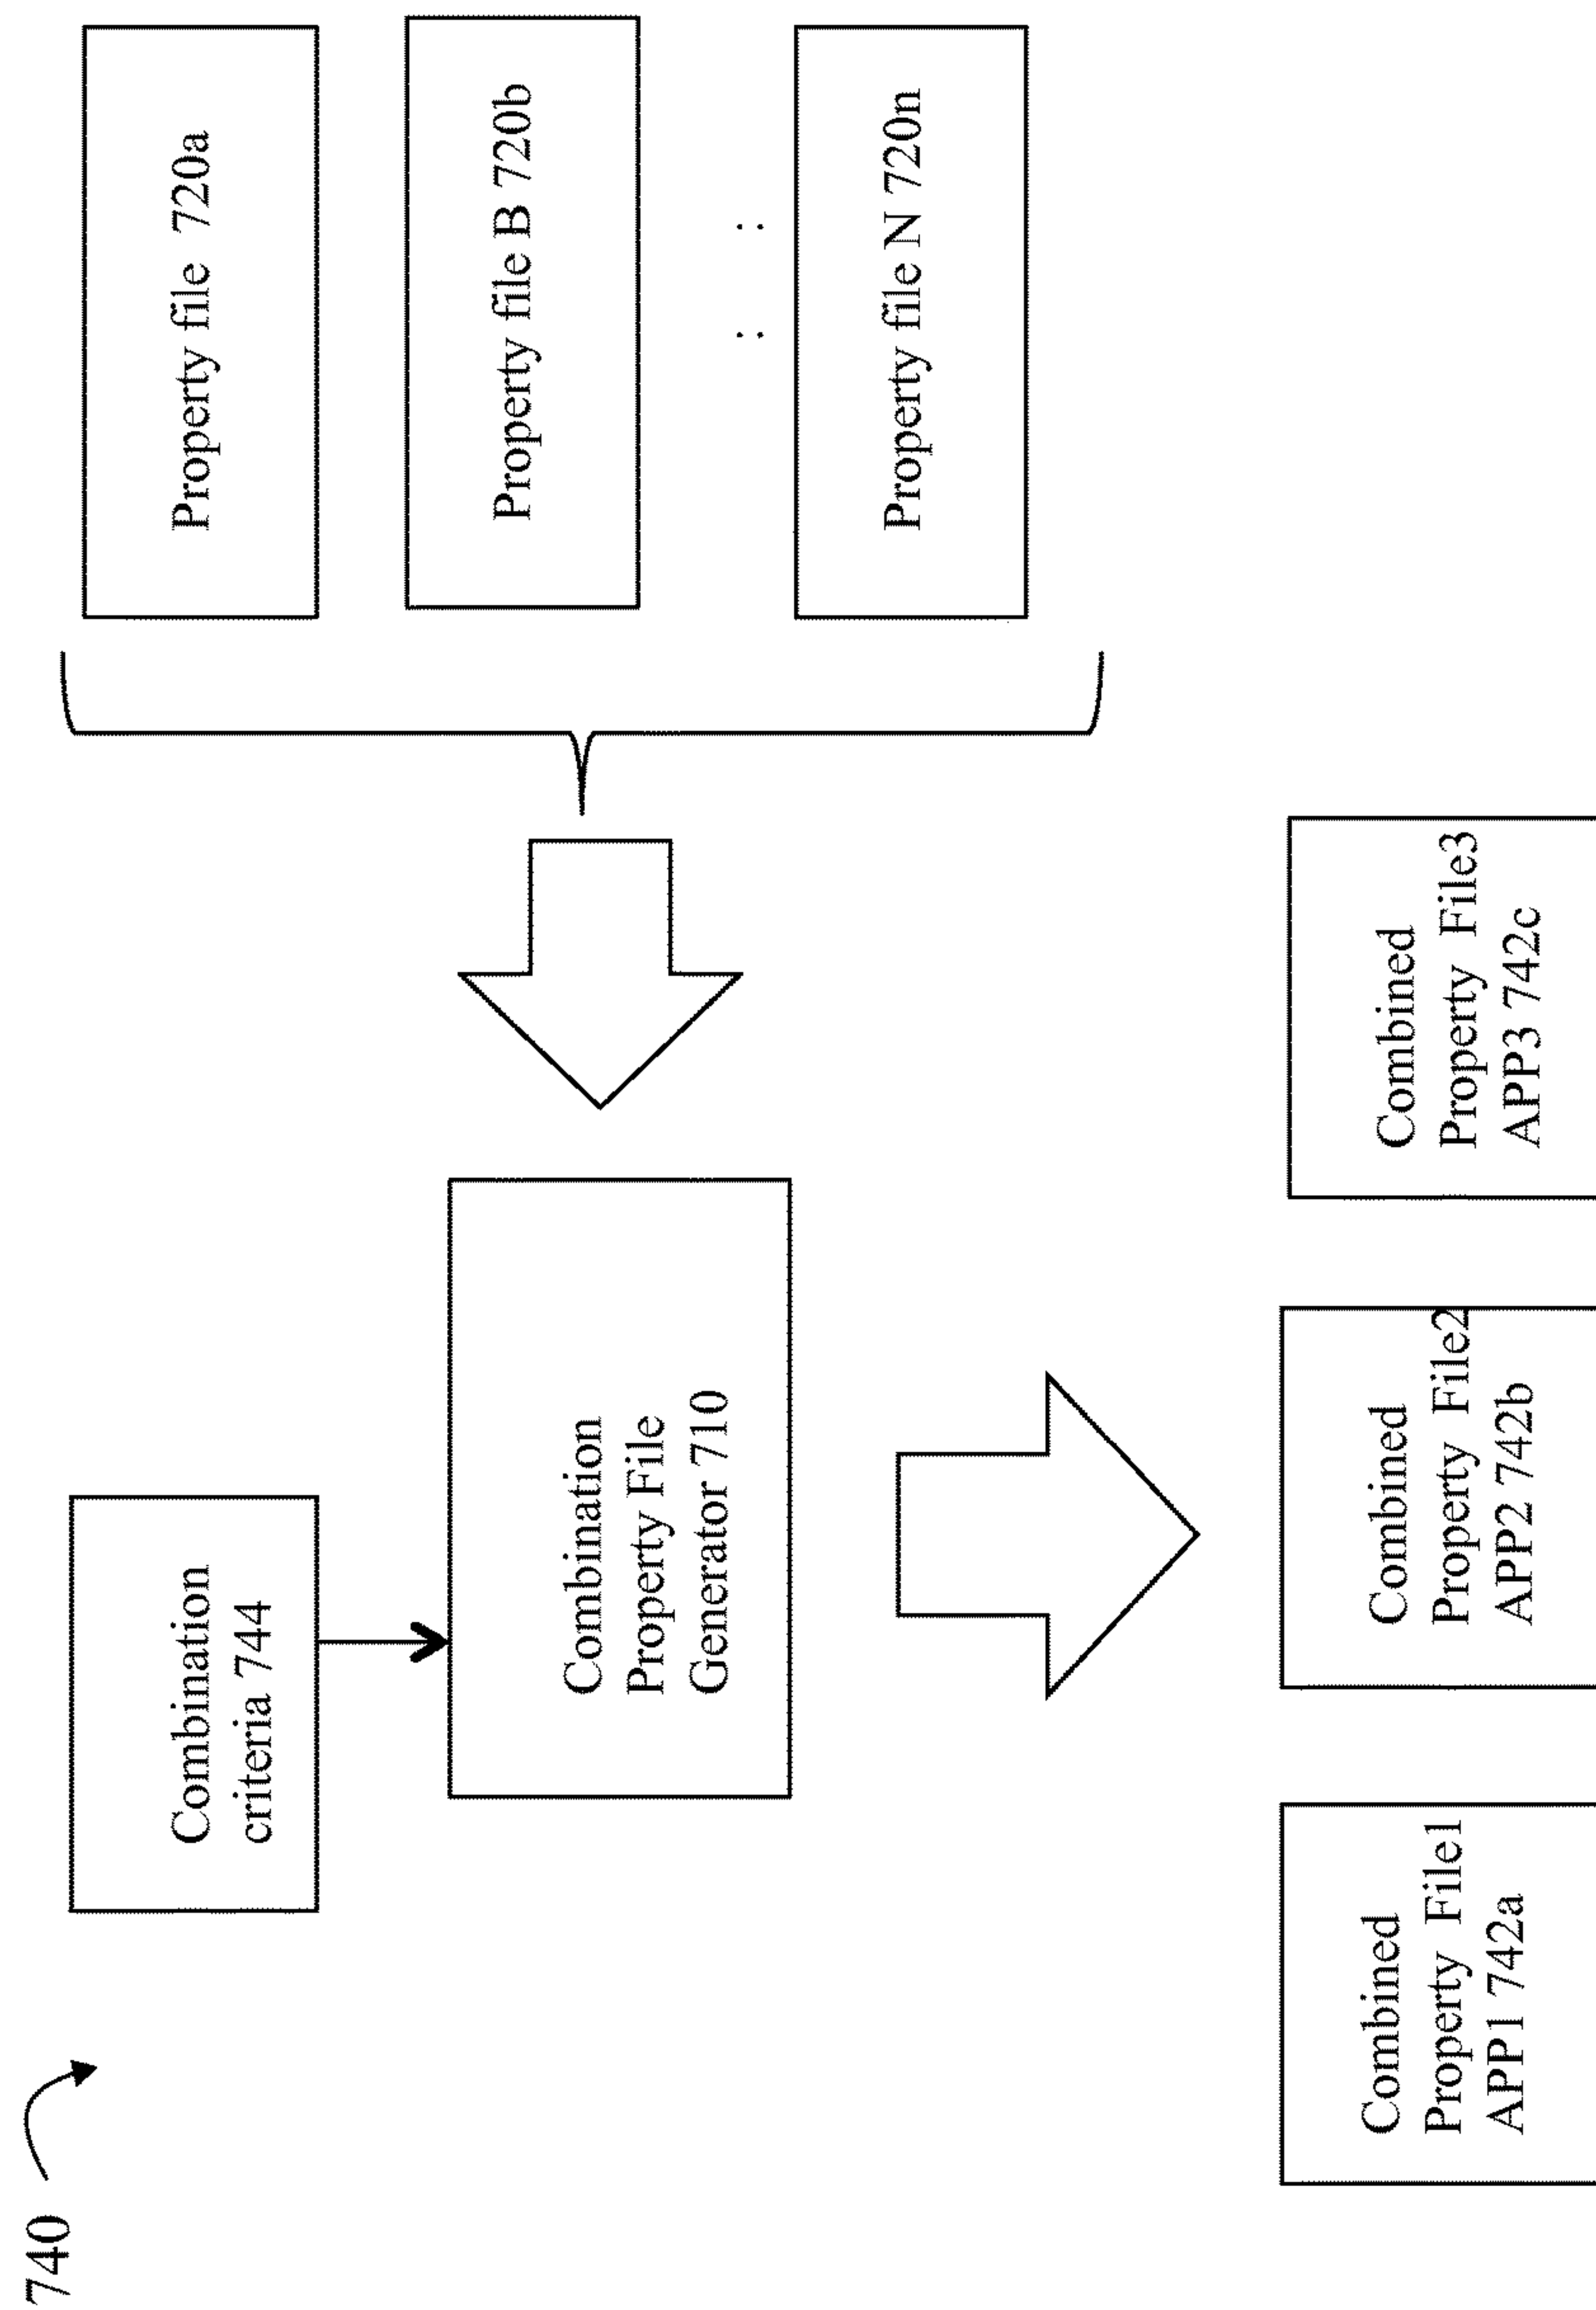 740
Combination
criteria 744
Property file 720a
Property file B 720b
: :
Property file N 720n
Combination
Property File
Generator 710
Combined
Property File1
APP1 742a
Combined
Property File2
APP2 742b
Combined
Property File3
APP3 742c